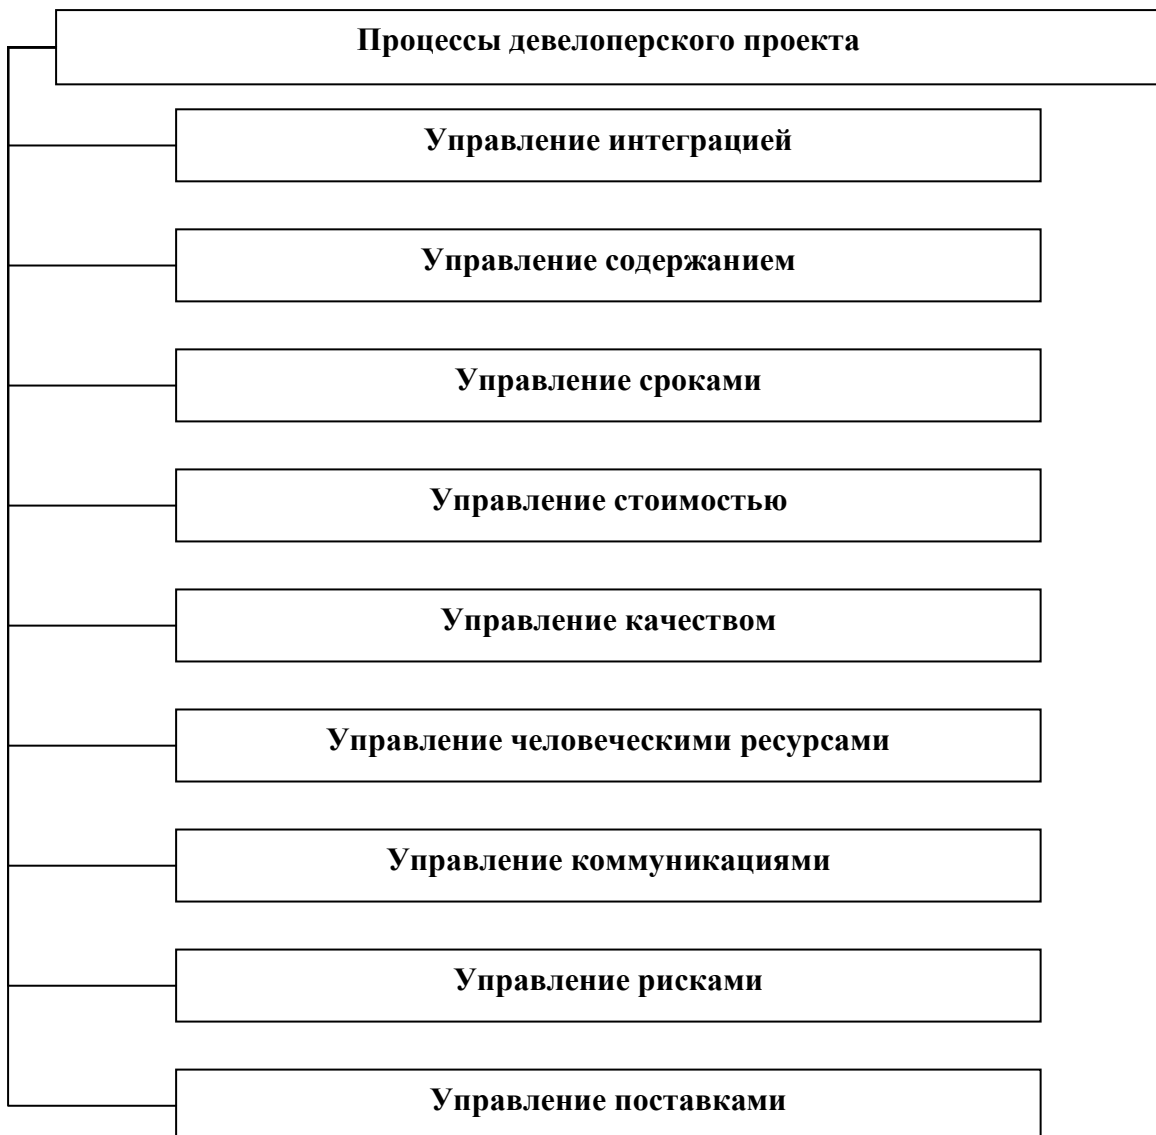 Процессы девелоперского проекта
Управление интеграцией
Управление содержанием
Управление сроками
Управление стоимостью
Управление качеством
Управление человеческими ресурсами
Управление коммуникациями
Управление рисками
Управление поставками